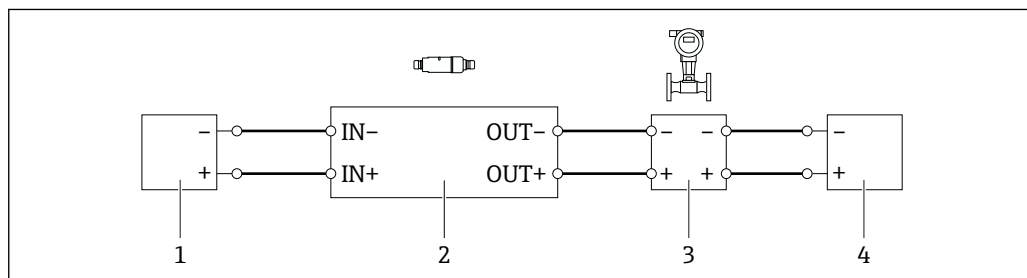 − IN− OUT− − − −
+ IN+ OUT+ + + +
1 2 3 4